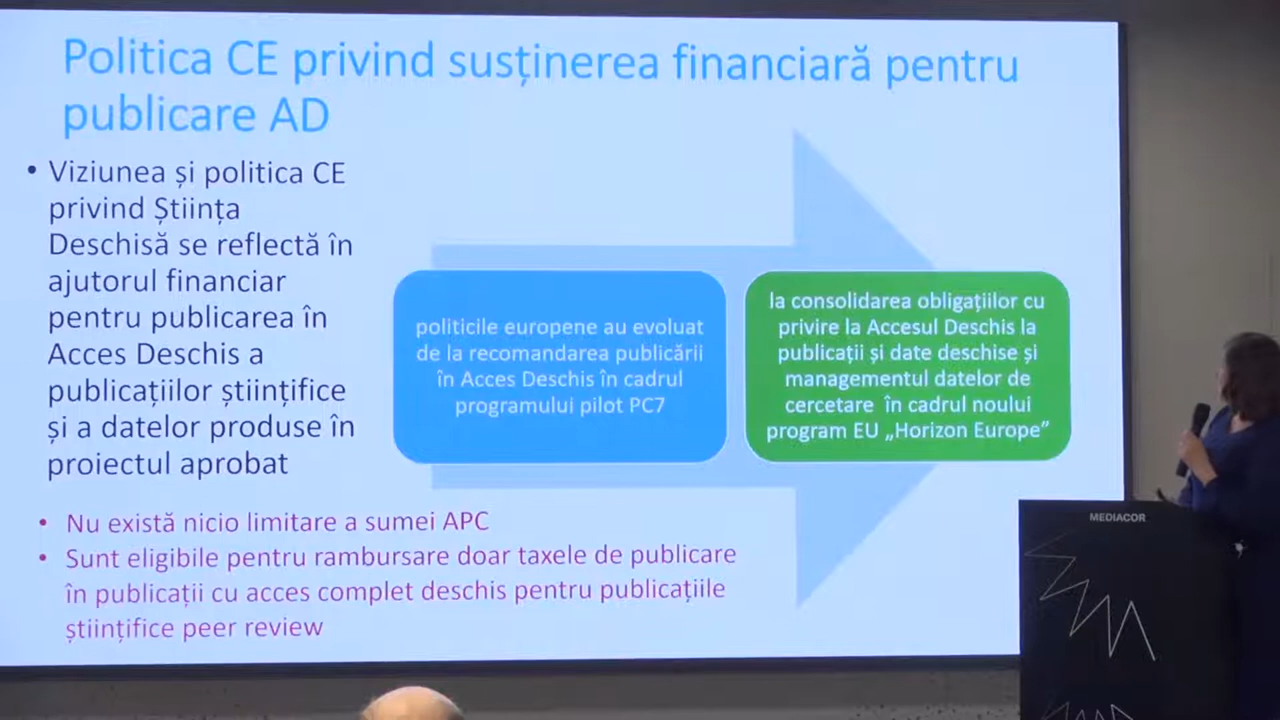 Politica CE privind susținerea financiară pentru
publicare AD
• Viziunea și politica CE
privind Știința
Deschisă se reflectă în
ajutorul financiar
pentru publicarea în
Acces Deschis a
publicațiilor științifice
și a datelor produse în
proiectul aprobat
politicile europene au evoluat
de la recomandarea publicării
în Acces Deschis în cadrul
programului pilot PC7
la consolidarea obligațiilor cu
privire la Accesul Deschis la
publicații și date deschise și
managementul datelor de
cercetare în cadrul noului
program EU „Horizon Europe”
• Nu există nicio limitare a sumei APC
• Sunt eligibile pentru rambursare doar taxele de publicare
în publicații cu acces complet deschis pentru publicațiile
științifice peer review
MEDIACOR